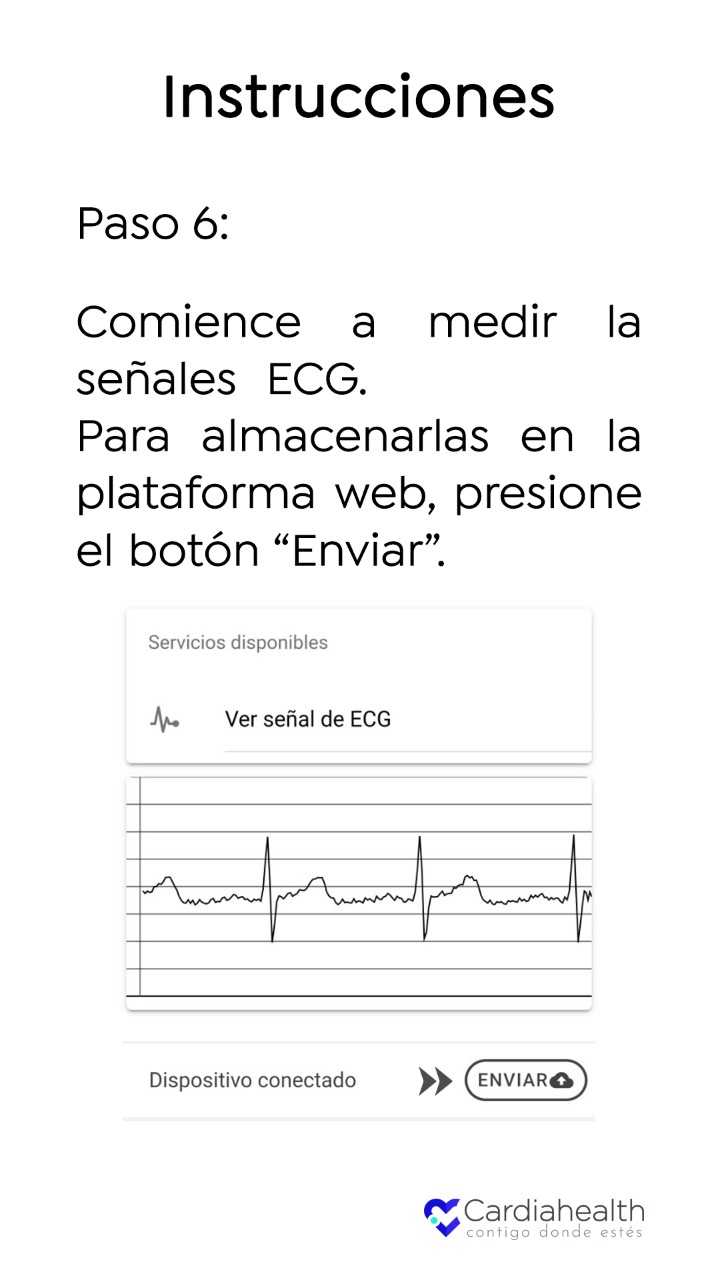 Instrucciones
Paso 6:
Comience a medir la
señales ECG.
Para almacenarlas en la
plataforma web, presione
el botón “Enviar”.
Servicios disponibles
Ver señal de ECG
Dispositivo conectado
ENVIAR
Cardiahealth
contigo donde estés